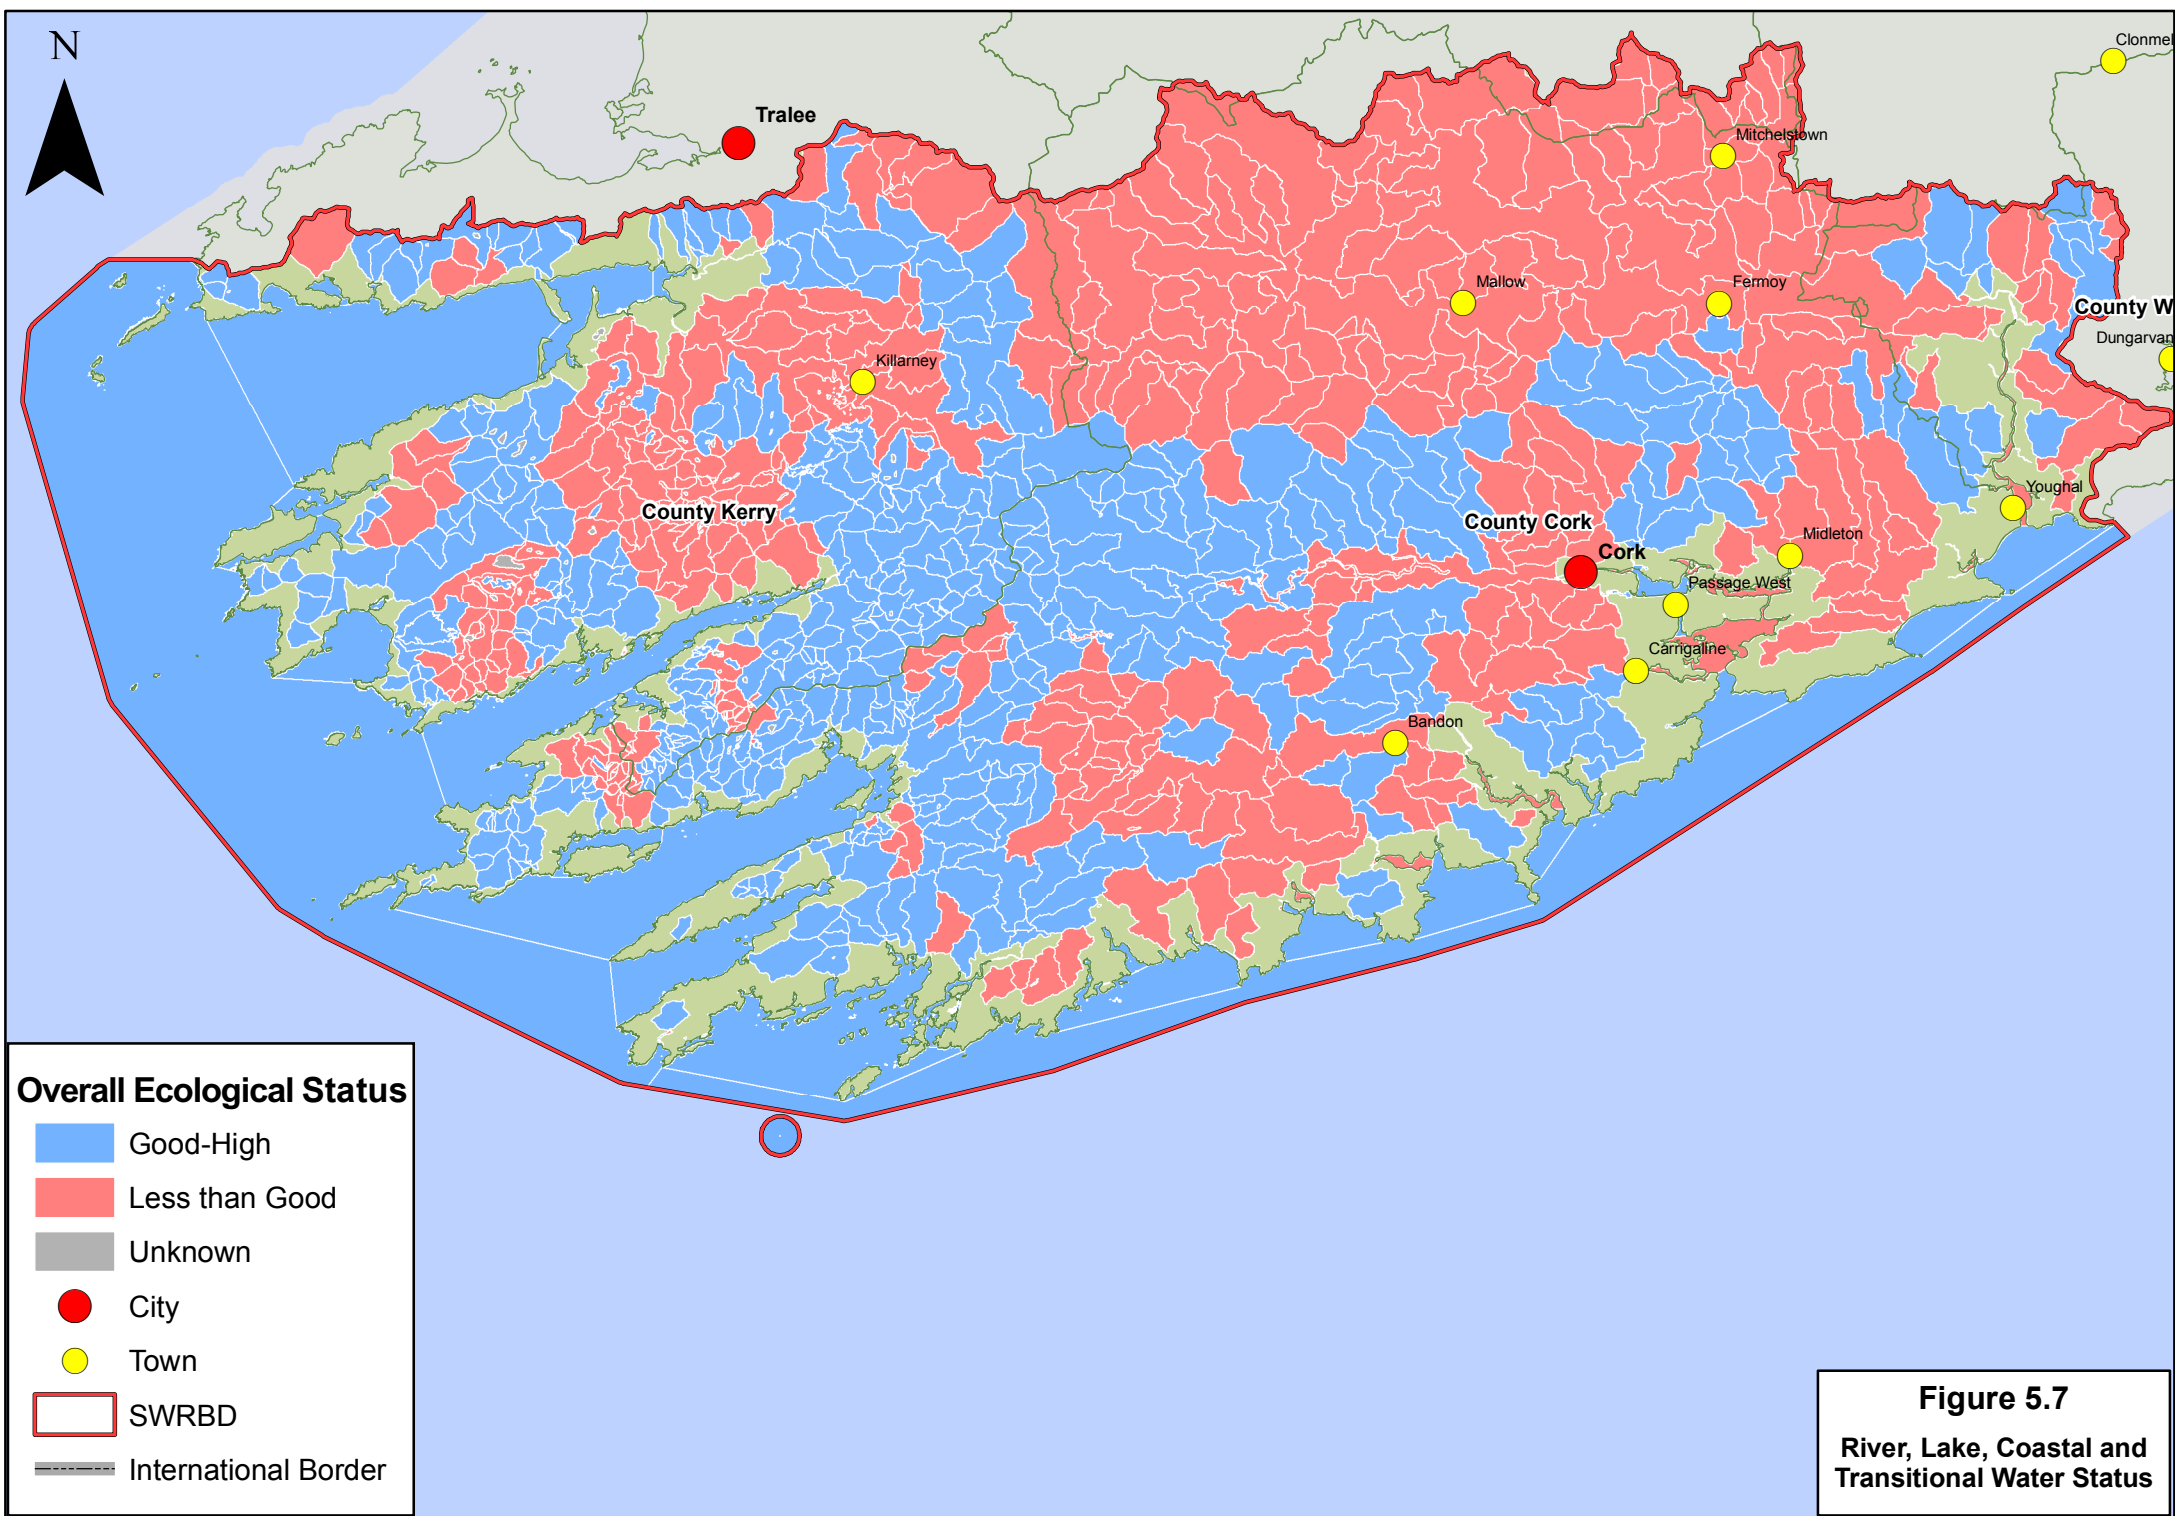 N
Clonmel
Tralee
Mitchelstown
Mallow
Fermoy
County W
Dungarvan
Killarney
Youghal
County Kerry
County Cork
Cork
Midleton
Passage West
Carrigaline
Bandon
Overall Ecological Status
Good-High
Less than Good
Unknown
City
Town
SWRBD
International Border
Figure 5.7
River, Lake, Coastal and
Transitional Water Status